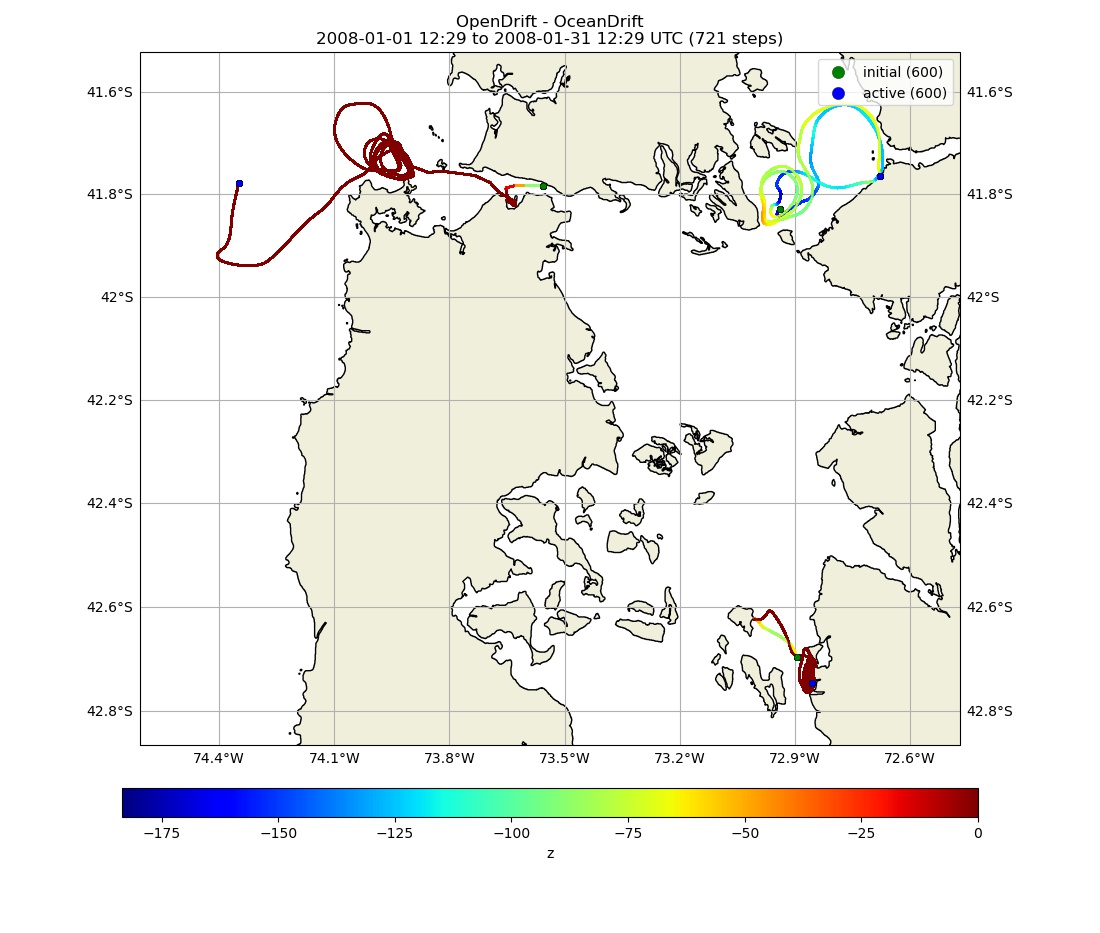 OpenDrift - OceanDrift
2008-01-01 12:29 to 2008-01-31 12:29 UTC (721 steps)
initial (600)
active (600)
41.6°S 41.6°S
41.8°S 41.8°S
42°S 42°S
42.2°S 42.2°S
42.4°S 42.4°S
42.6°S 42.6°S
42.8°S 42.8°S
74.4°W 74.1°W 73.8°W 73.5°W 73.2°W 72.9°W 72.6°W
−175 −150 −125 −100 −75 −50 −25 0
z